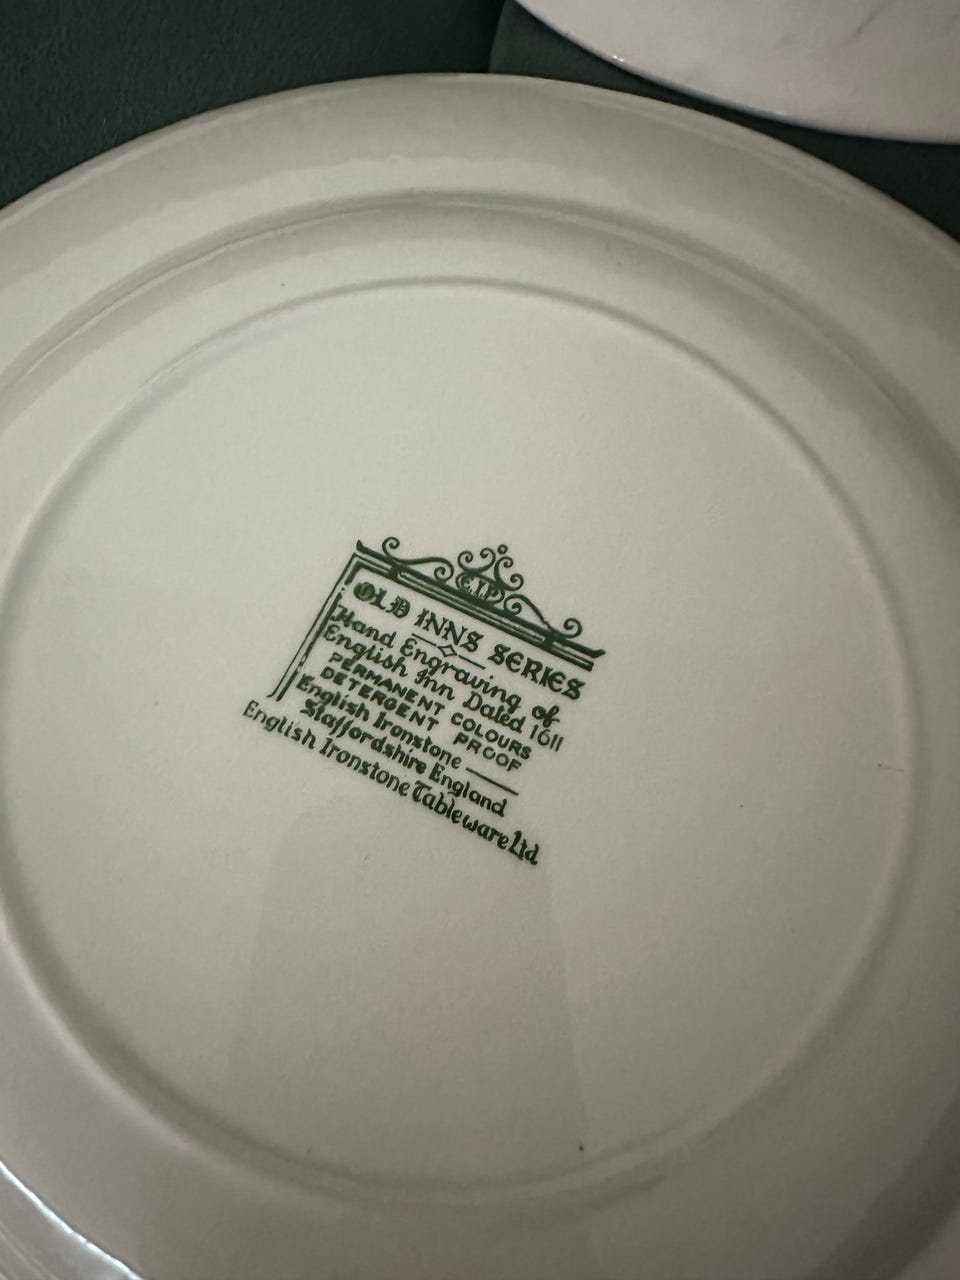 E.I.P.
OLD INNS SERIES
Hand Engraving of
English Inn Dated 1611
PERMANENT COLOURS
DETERGENT PROOF
English Ironstone
Staffordshire England
English Ironstone Tableware Ltd